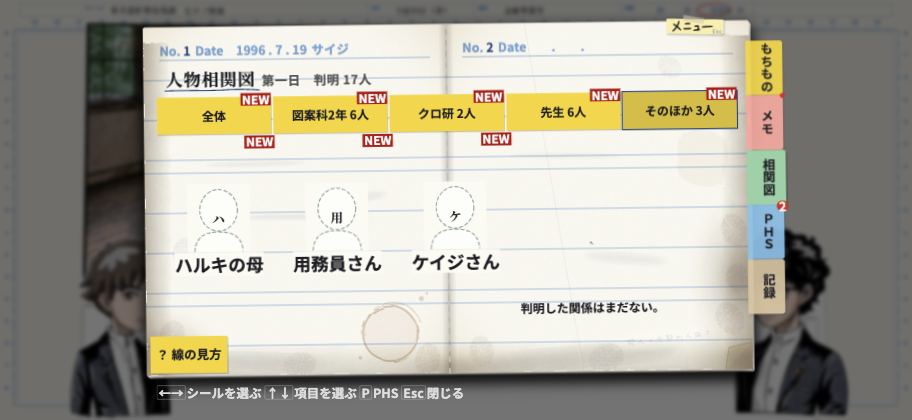 メニュー Esc
No. 1 Date 1996.7.19 サイジ
No. 2 Date . .
人物相関図 第一日 判明 17人
全体 NEW
図案科2年 6人 NEW
クロ研 2人 NEW
先生 6人 NEW
そのほか 3人 NEW
NEW NEW NEW
ハ 用 ケ
ハルキの母 用務員さん ケイジさん
判明した関係はまだない。
? 線の見方
もちもの
メモ
相関図
PHS 2
記録
←→ シールを選ぶ ↑↓ 項目を選ぶ P PHS Esc 閉じる